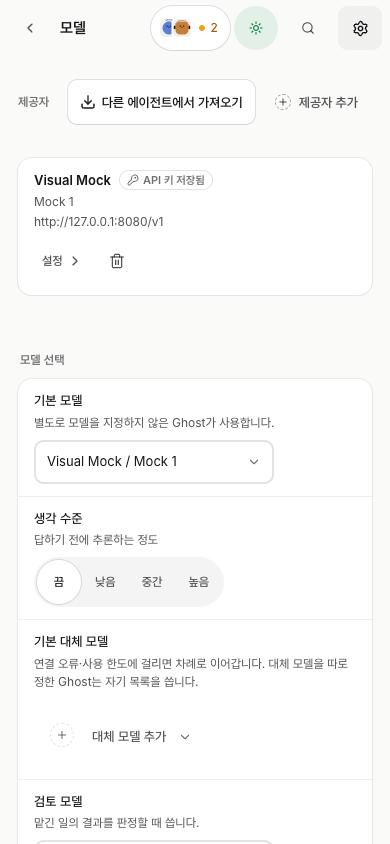 모델
2
제공자
다른 에이전트에서 가져오기
제공자 추가
Visual Mock
API 키 저장됨
Mock 1
http://127.0.0.1:8080/v1
설정
모델 선택
기본 모델
별도로 모델을 지정하지 않은 Ghost가 사용합니다.
Visual Mock / Mock 1
생각 수준
답하기 전에 추론하는 정도
끔 낮음 중간 높음
기본 대체 모델
연결 오류·사용 한도에 걸리면 차례로 이어갑니다. 대체 모델을 따로
정한 Ghost는 자기 목록을 씁니다.
대체 모델 추가
검토 모델
맡긴 일의 결과를 판정할 때 씁니다.